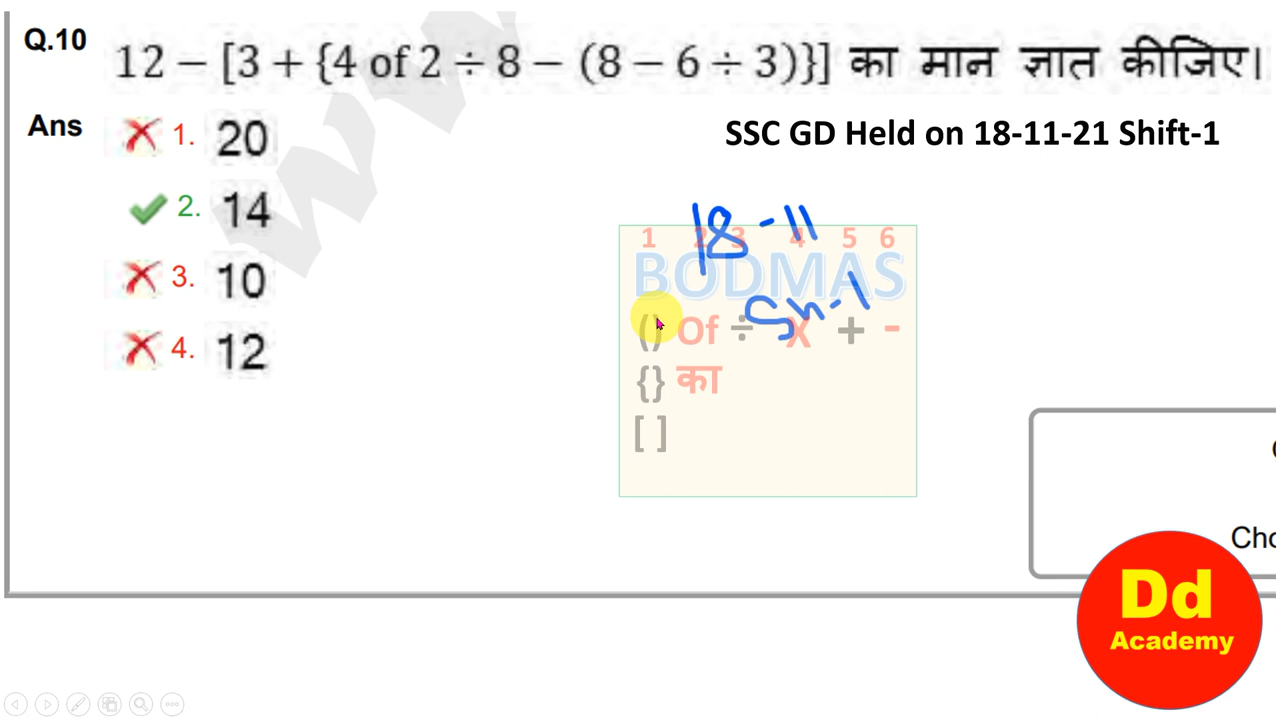 Q.10 12 − [3 + {4 of 2 ÷ 8 − (8 − 6 ÷ 3)}] का मान ज्ञात कीजिए।
Ans
1. 20
2. 14
3. 10
4. 12
SSC GD Held on 18-11-21 Shift-1
18-11
Sh-1
1 2 3 4 5 6
BODMAS
() Of ÷ X + -
{} का
[ ]
Dd
Academy